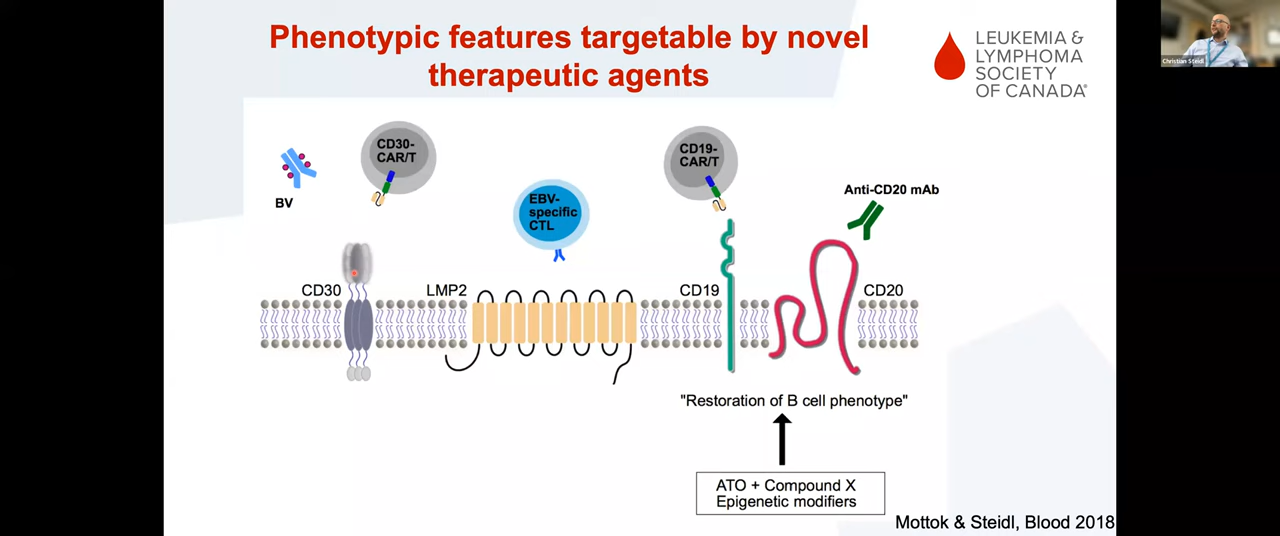 Phenotypic features targetable by novel
therapeutic agents
LEUKEMIA &
LYMPHOMA
SOCIETY
OF CANADA®
Christian Steidl
CD30-
CAR/T
CD19-
CAR/T
BV
EBV-
specific
CTL
Anti-CD20 mAb
CD30
LMP2
CD19
CD20
"Restoration of B cell phenotype"
ATO + Compound X
Epigenetic modifiers
Mottok & Steidl, Blood 2018